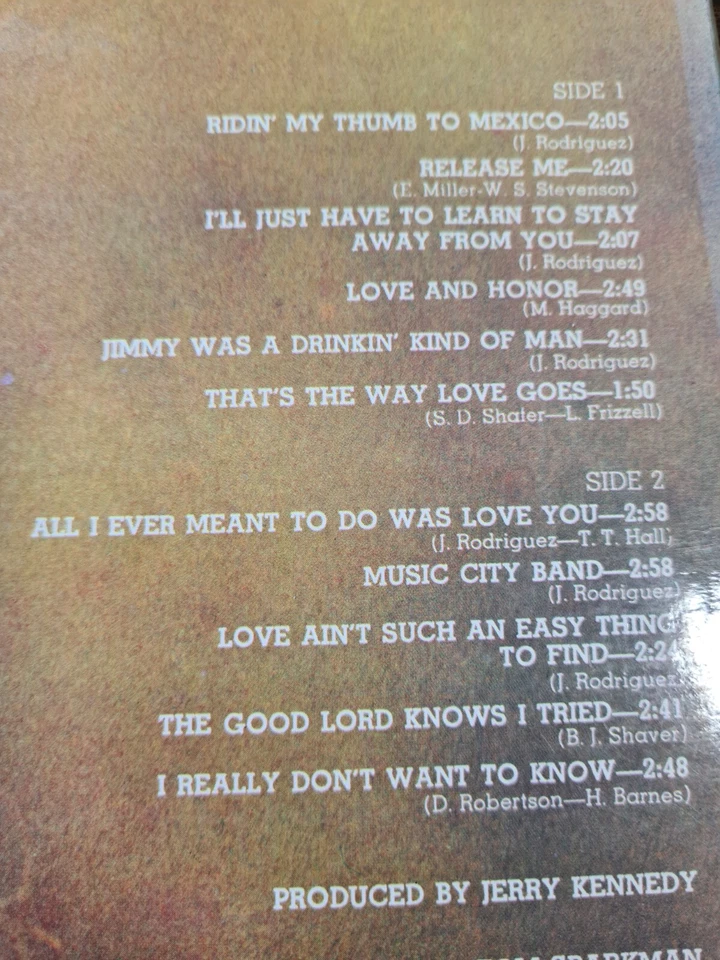 SIDE 1
RIDIN' MY THUMB TO MEXICO—2:05
(J. Rodriguez)
RELEASE ME—2:20
(E. Miller-W. S. Stevenson)
I'LL JUST HAVE TO LEARN TO STAY
AWAY FROM YOU—2:07
(J. Rodriguez)
LOVE AND HONOR—2:49
(M. Haggard)
JIMMY WAS A DRINKIN' KIND OF MAN—2:31
(J. Rodriguez)
THAT'S THE WAY LOVE GOES—1:50
(S. D. Shafer—L. Frizzell)
SIDE 2
ALL I EVER MEANT TO DO WAS LOVE YOU—2:58
(J. Rodriguez—T. T. Hall)
MUSIC CITY BAND—2:58
(J. Rodriguez)
LOVE AIN'T SUCH AN EASY THING
TO FIND—2:24
(J. Rodriguez
THE GOOD LORD KNOWS I TRIED—2:41
(B. J. Shaver)
I REALLY DON'T WANT TO KNOW—2:48
(D. Robertson—H. Barnes)
PRODUCED BY JERRY KENNEDY
SPARKMAN